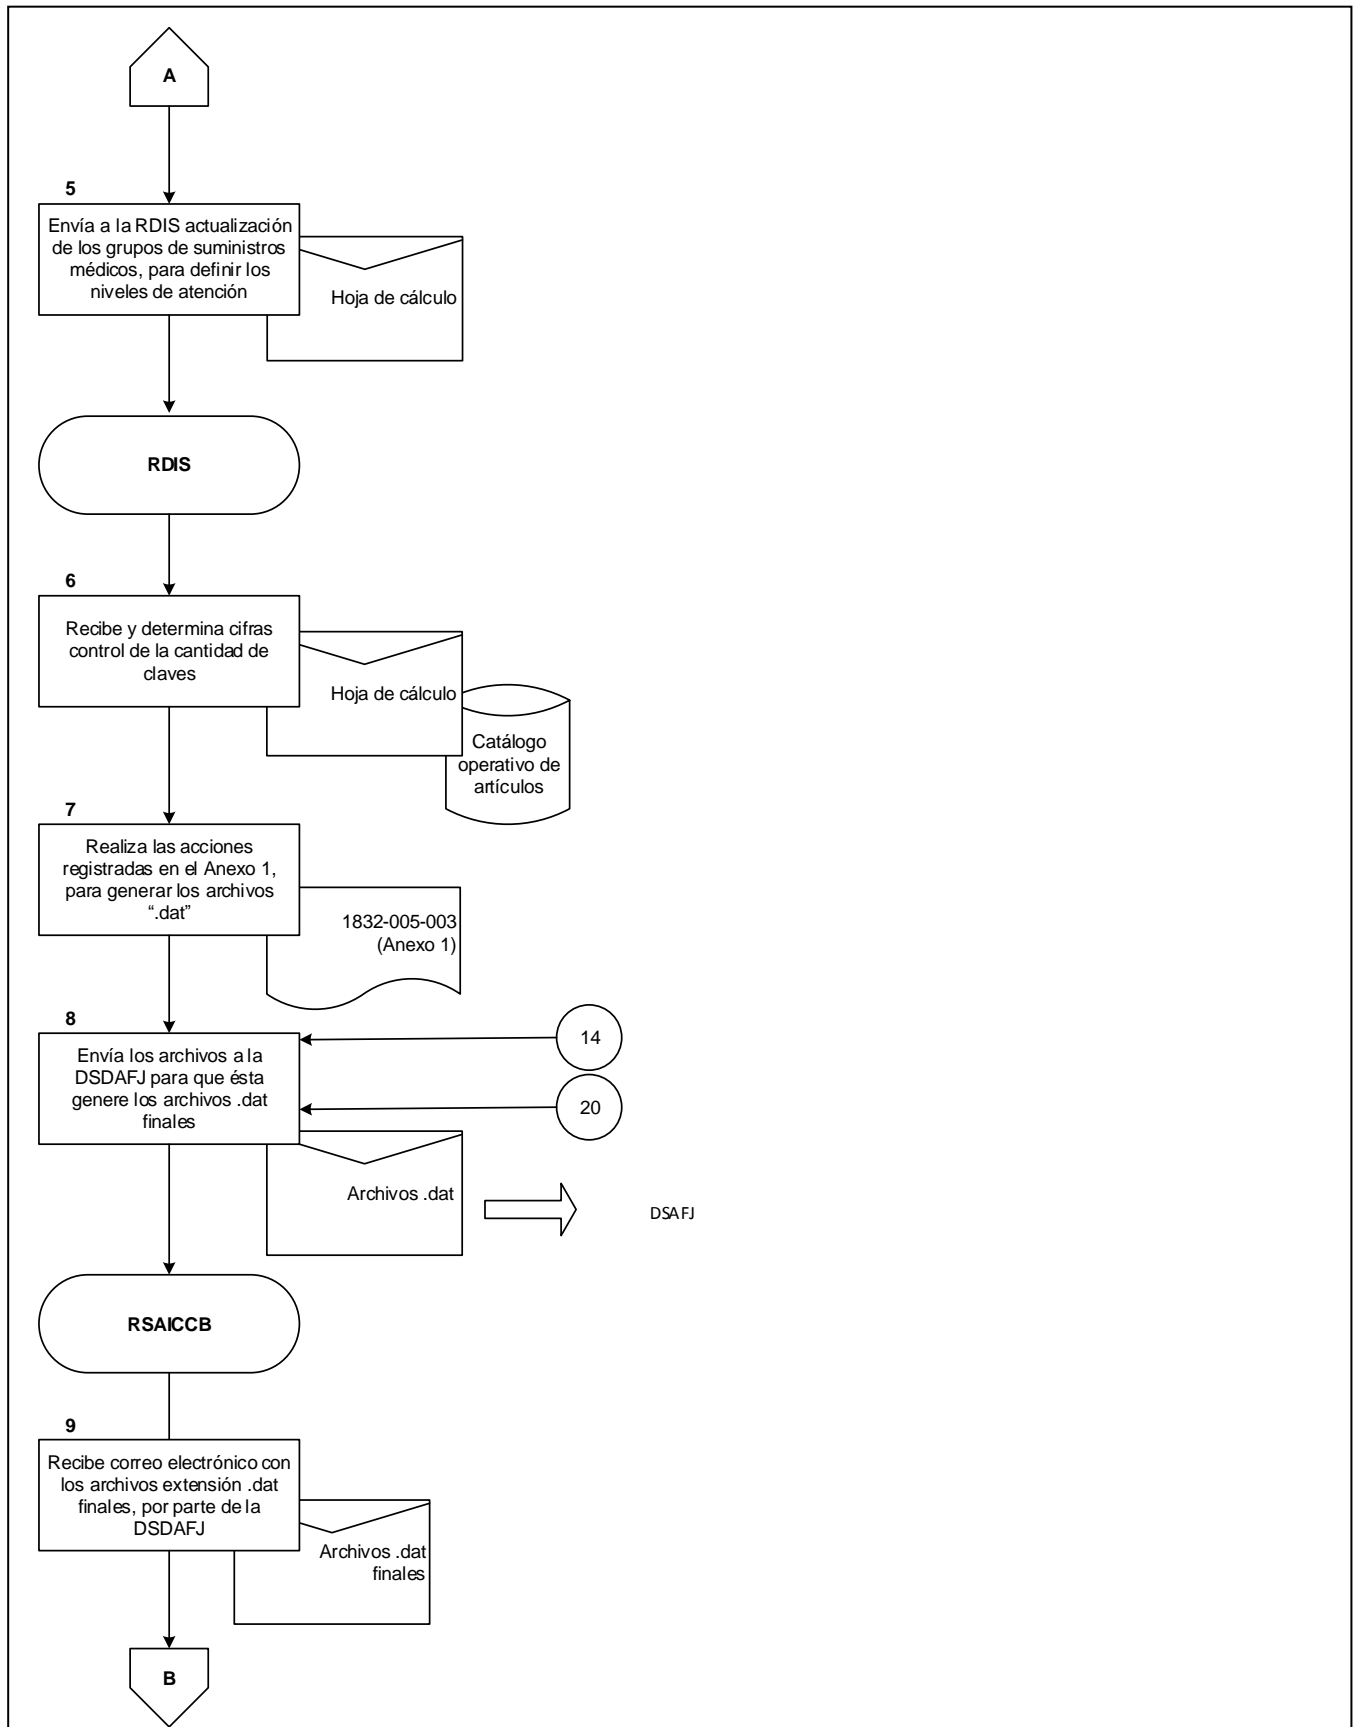 A
5
Envía a la RDIS actualización
de los grupos de suministros
médicos, para definir los
niveles de atención
Hoja de cálculo
RDIS
6
Recibe y determina cifras
control de la cantidad de
claves
Hoja de cálculo
Catálogo
operativo de
artículos
7
Realiza las acciones
registradas en el Anexo 1,
para generar los archivos
“.dat”
1832-005-003
(Anexo 1)
8
Envía los archivos a la
DSDAFJ para que ésta
genere los archivos .dat
finales
14
20
Archivos .dat
DSAFJ
RSAICCB
9
Recibe correo electrónico con
los archivos extensión .dat
finales, por parte de la
DSDAFJ
Archivos .dat
finales
B